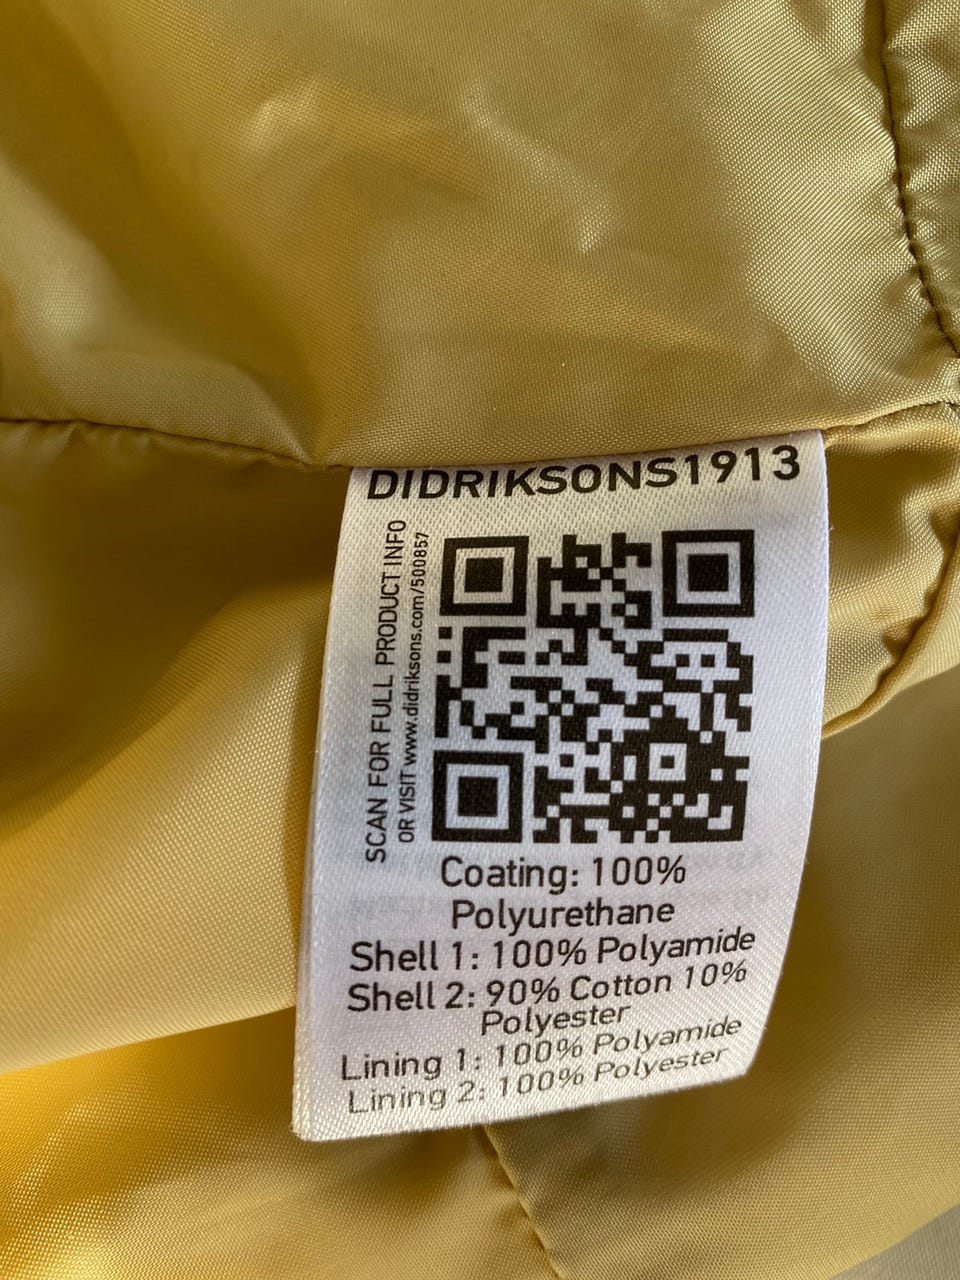 DIDRIKSONS1913
SCAN FOR FULL PRODUCT INFO
OR VISIT www.didriksons.com/500857
Coating: 100%
Polyurethane
Shell 1: 100% Polyamide
Shell 2: 90% Cotton 10%
Polyester
Lining 1: 100% Polyamide
Lining 2: 100% Polyester